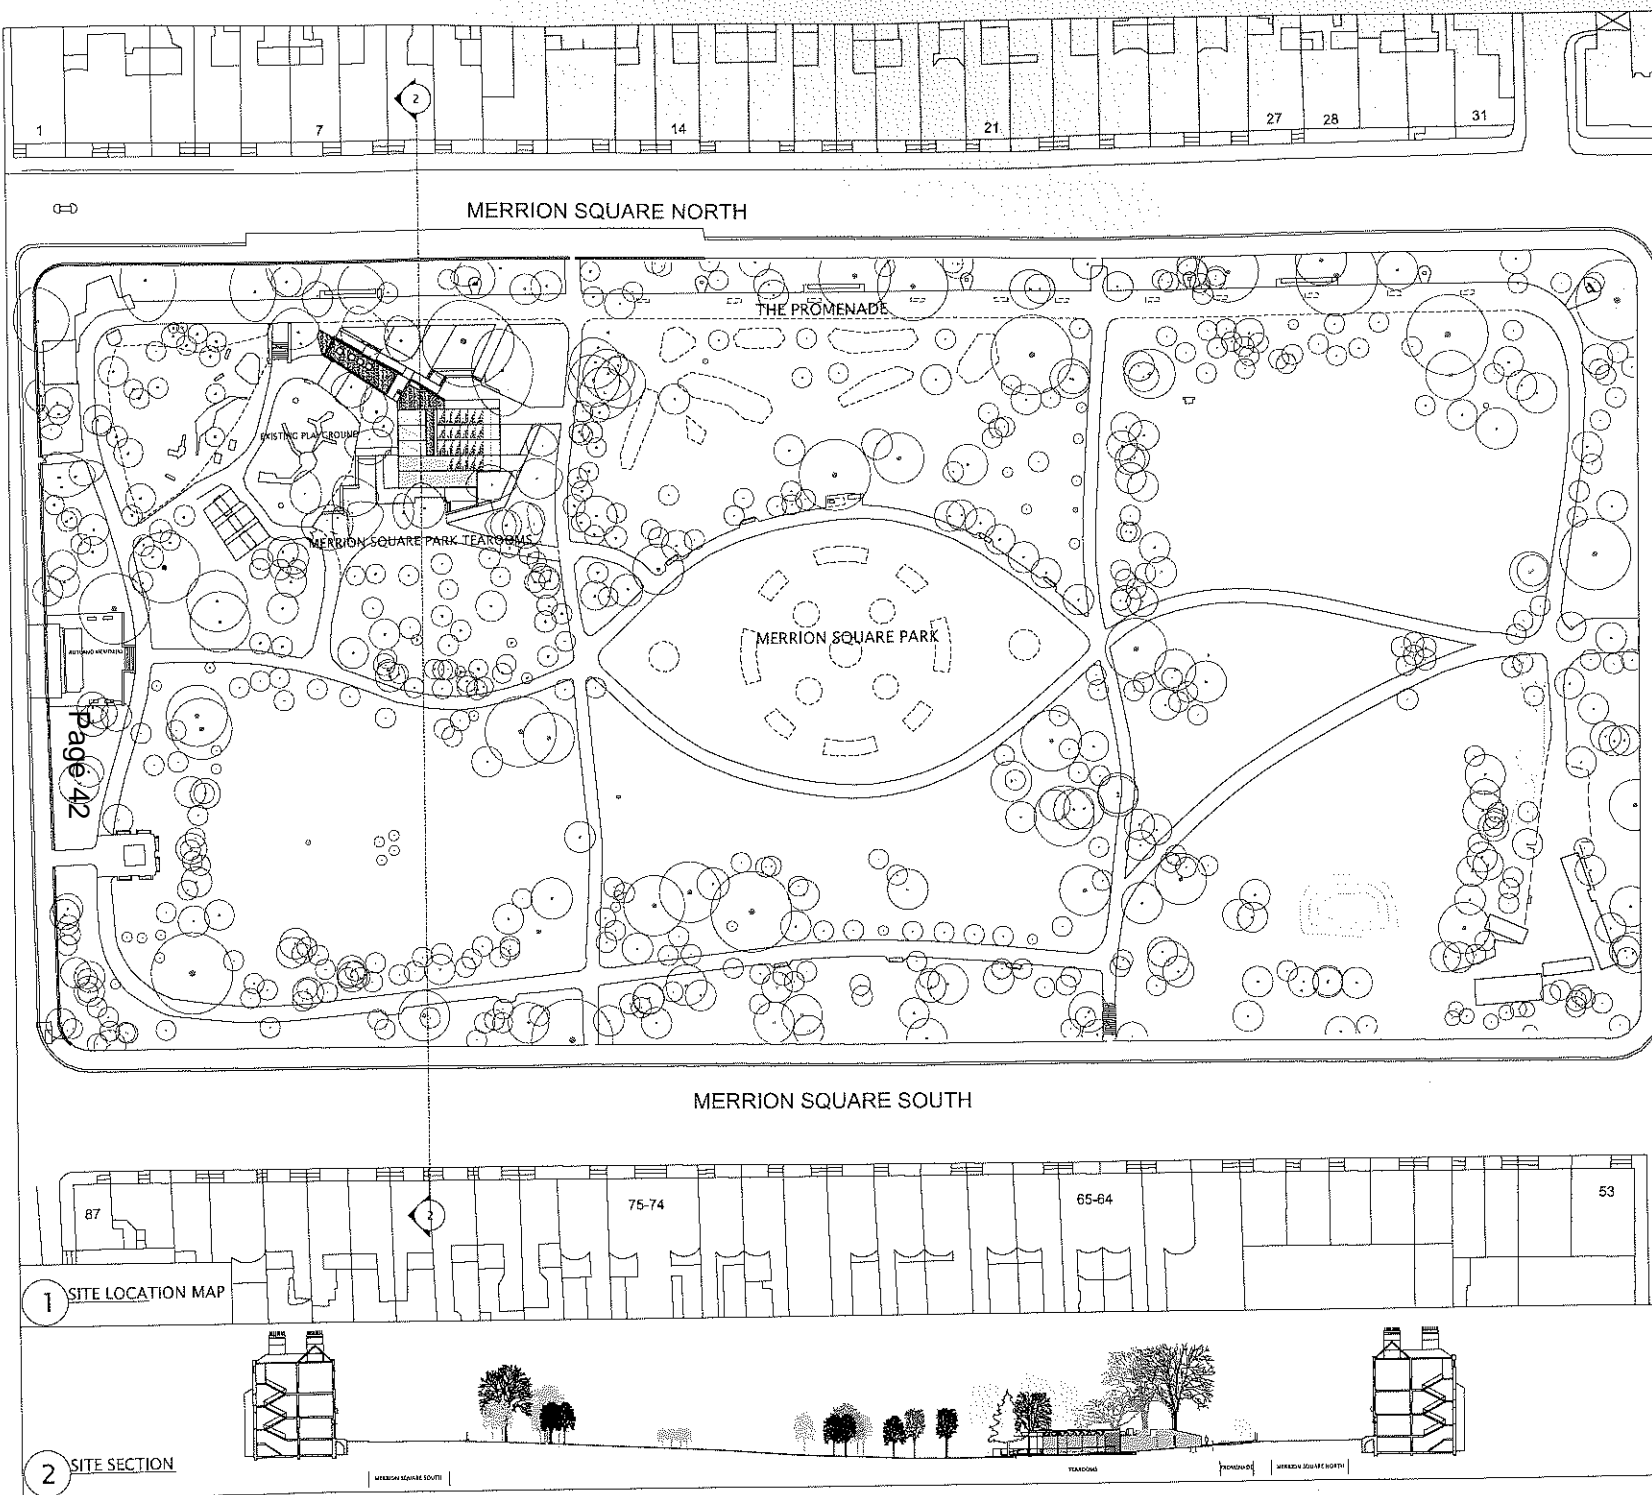 2
1
7
14
21
27
28
31
MERRION SQUARE NORTH
THE PROMENADE
EXISTING PLAYGROUND
MERRION SQUARE PARK TEAROOMS
MERRION SQUARE PARK
Page 42
MERRION SQUARE SOUTH
87
2
75-74
65-64
53
1 SITE LOCATION MAP
2 SITE SECTION
MERRION SQUARE SOUTH
TEAROOMS
PROMENADE
MERRION SQUARE NORTH